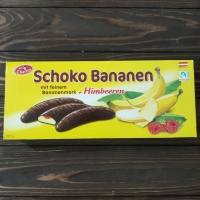 Schoko Bananen
mit feinem
Bananenmark + Himbeeren